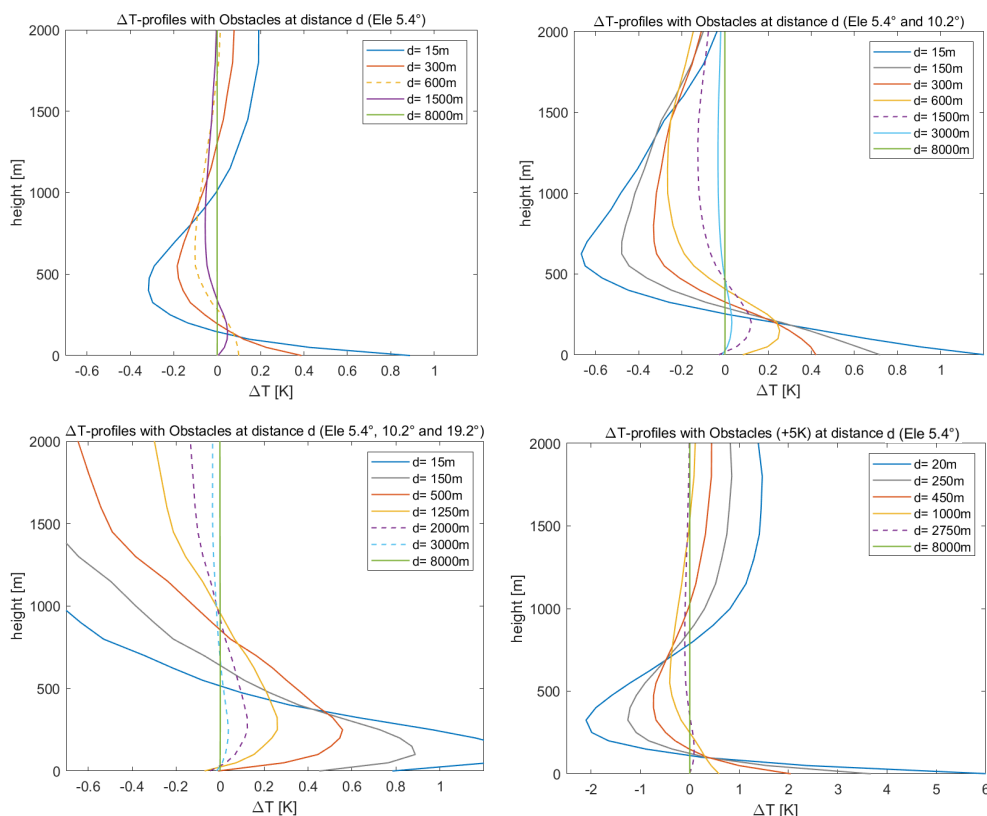 ΔT-profiles with Obstacles at distance d (Ele 5.4°)
2000
1500
1000
500
0
height [m]
-0.6 -0.4 -0.2 0 0.2 0.4 0.6 0.8 1
ΔT [K]
d= 15m
d= 300m
d= 600m
d= 1500m
d= 8000m
ΔT-profiles with Obstacles at distance d (Ele 5.4° and 10.2°)
2000
1500
1000
500
0
height [m]
-0.6 -0.4 -0.2 0 0.2 0.4 0.6 0.8 1
ΔT [K]
d= 15m
d= 150m
d= 300m
d= 600m
d= 1500m
d= 3000m
d= 8000m
ΔT-profiles with Obstacles at distance d (Ele 5.4°, 10.2° and 19.2°)
2000
1500
1000
500
0
height [m]
-0.6 -0.4 -0.2 0 0.2 0.4 0.6 0.8 1
ΔT [K]
d= 15m
d= 150m
d= 500m
d= 1250m
d= 2000m
d= 3000m
d= 8000m
ΔT-profiles with Obstacles (+5K) at distance d (Ele 5.4°)
2000
1500
1000
500
0
height [m]
-2 -1 0 1 2 3 4 5 6
ΔT [K]
d= 20m
d= 250m
d= 450m
d= 1000m
d= 2750m
d= 8000m